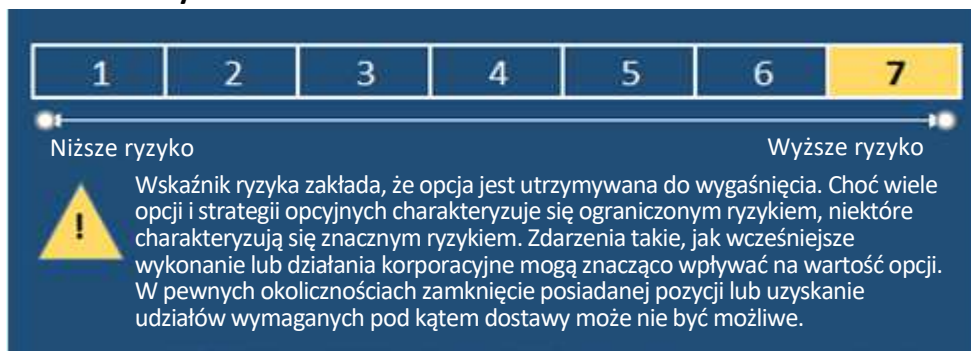 1 2 3 4 5 6 7
Niższe ryzyko Wyższe ryzyko
Wskaźnik ryzyka zakłada, że opcja jest utrzymywana do wygaśnięcia. Choć wiele
opcji i strategii opcyjnych charakteryzuje się ograniczonym ryzykiem, niektóre
charakteryzują się znacznym ryzykiem. Zdarzenia takie, jak wcześniejsze
wykonanie lub działania korporacyjne mogą znacząco wpływać na wartość opcji.
W pewnych okolicznościach zamknięcie posiadanej pozycji lub uzyskanie
udziałów wymaganych pod kątem dostawy może nie być możliwe.